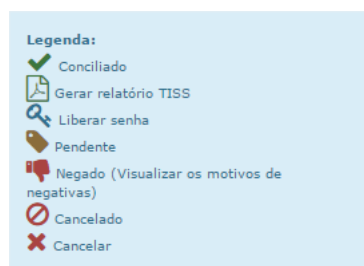 Legenda:
Conciliado
Gerar relatório TISS
Liberar senha
Pendente
Negado (Visualizar os motivos de
negativas)
Cancelado
Cancelar